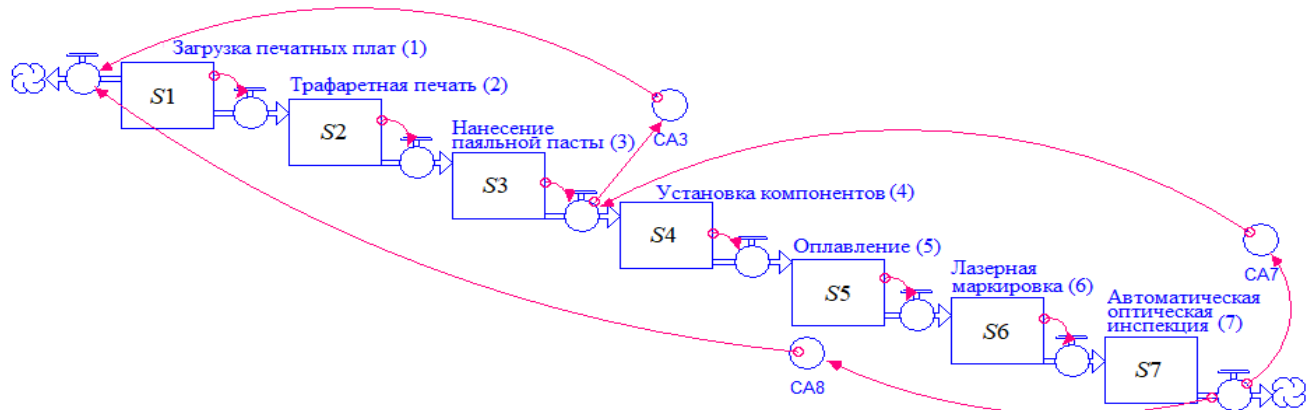 Загрузка печатных плат (1)
S1
Трафаретная печать (2)
S2
Нанесение
паяльной пасты (3)
S3
CA3
Установка компонентов (4)
S4
Оплавление (5)
S5
Лазерная
маркировка (6)
S6
CA7
Автоматическая
оптическая
инспекция (7)
S7
CA8